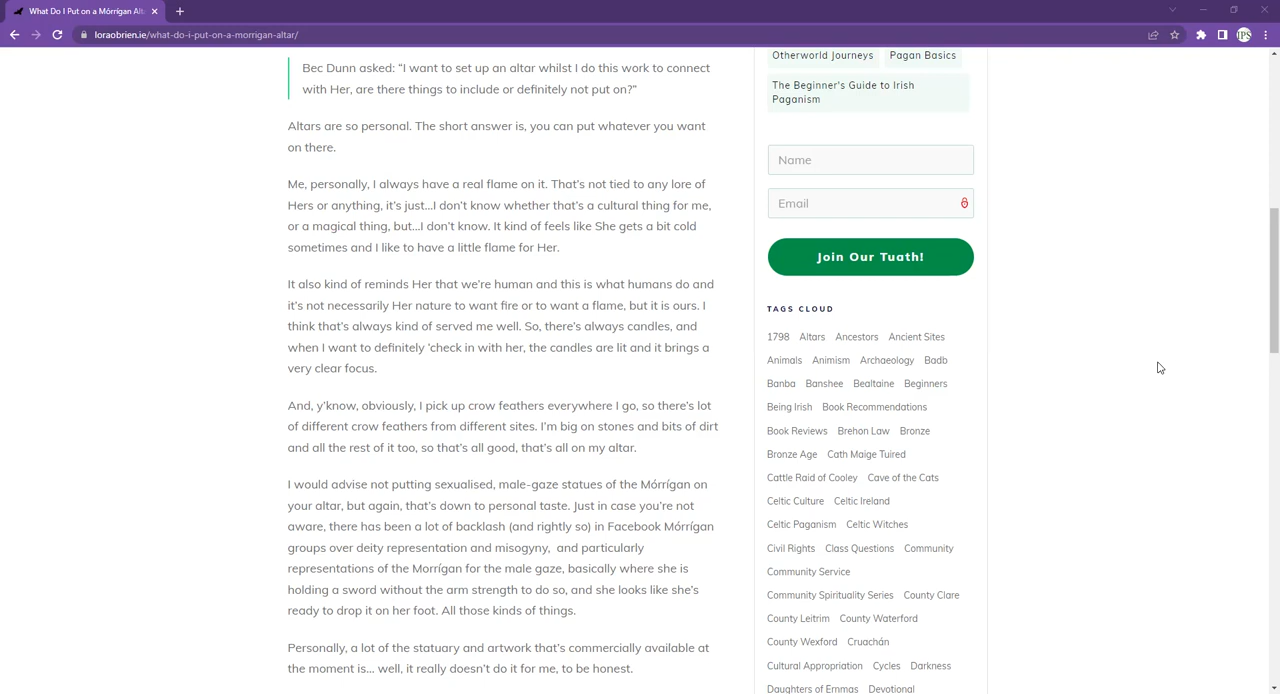 What Do I Put on a Mórrígan Alta
loraobrien.ie/what-do-i-put-on-a-morrigan-altar/
JPS
Bec Dunn asked: “I want to set up an altar whilst I do this work to connect
with Her, are there things to include or definitely not put on?”
Altars are so personal. The short answer is, you can put whatever you want
on there.
Me, personally, I always have a real flame on it. That’s not tied to any lore of
Hers or anything, it’s just…I don’t know whether that’s a cultural thing for me,
or a magical thing, but…I don’t know. It kind of feels like She gets a bit cold
sometimes and I like to have a little flame for Her.
It also kind of reminds Her that we’re human and this is what humans do and
it’s not necessarily Her nature to want fire or to want a flame, but it is ours. I
think that’s always kind of served me well. So, there’s always candles, and
when I want to definitely ‘check in with her, the candles are lit and it brings a
very clear focus.
And, y’know, obviously, I pick up crow feathers everywhere I go, so there’s lot
of different crow feathers from different sites. I’m big on stones and bits of dirt
and all the rest of it too, so that’s all good, that’s all on my altar.
I would advise not putting sexualised, male-gaze statues of the Mórrígan on
your altar, but again, that’s down to personal taste. Just in case you’re not
aware, there has been a lot of backlash (and rightly so) in Facebook Mórrígan
groups over deity representation and misogyny,  and particularly
representations of the Morrígan for the male gaze, basically where she is
holding a sword without the arm strength to do so, and she looks like she’s
ready to drop it on her foot. All those kinds of things.
Personally, a lot of the statuary and artwork that’s commercially available at
the moment is… well, it really doesn’t do it for me, to be honest.
Otherworld Journeys Pagan Basics
The Beginner's Guide to Irish
Paganism
Name
Email
Join Our Tuath!
TAGS CLOUD
1798 Altars Ancestors Ancient Sites
Animals Animism Archaeology Badb
Banba Banshee Bealtaine Beginners
Being Irish Book Recommendations
Book Reviews Brehon Law Bronze
Bronze Age Cath Maige Tuired
Cattle Raid of Cooley Cave of the Cats
Celtic Culture Celtic Ireland
Celtic Paganism Celtic Witches
Civil Rights Class Questions Community
Community Service
Community Spirituality Series County Clare
County Leitrim County Waterford
County Wexford Cruachán
Cultural Appropriation Cycles Darkness
Daughters of Ernmas Devotional